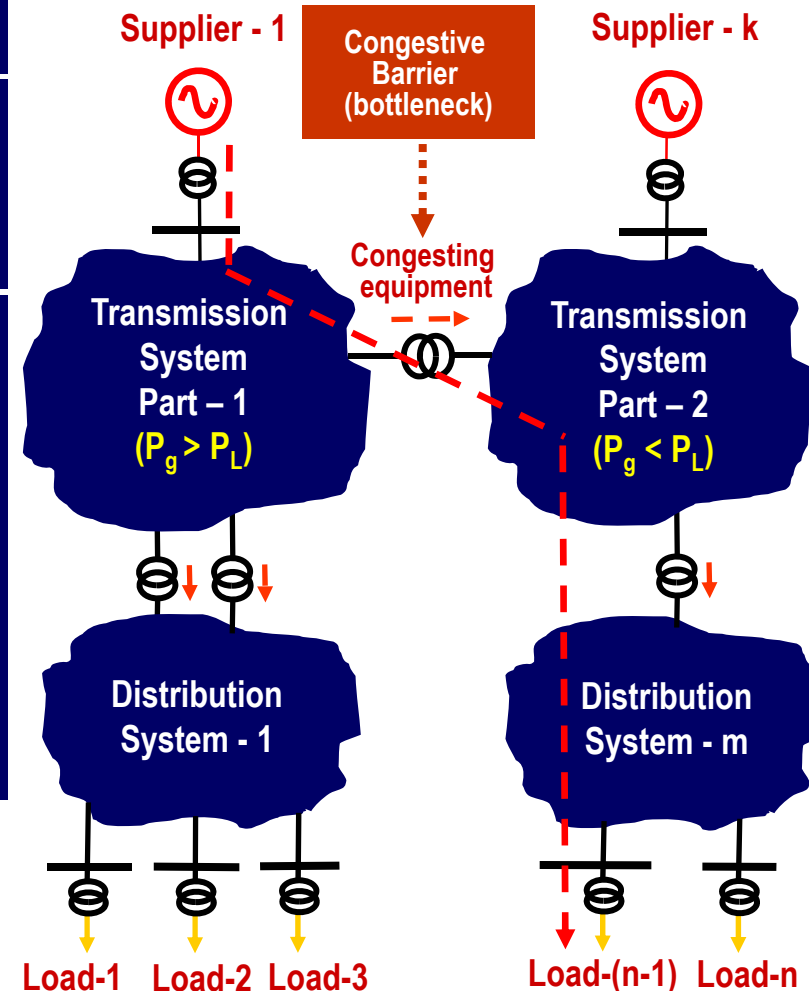 Supplier - 1
Congestive
Barrier
(bottleneck)
Supplier - k
Congesting
equipment
Transmission
System
Part – 1
(Pg > PL)
Transmission
System
Part – 2
(Pg < PL)
Distribution
System - 1
Distribution
System - m
Load-1
Load-2
Load-3
Load-(n-1)
Load-n